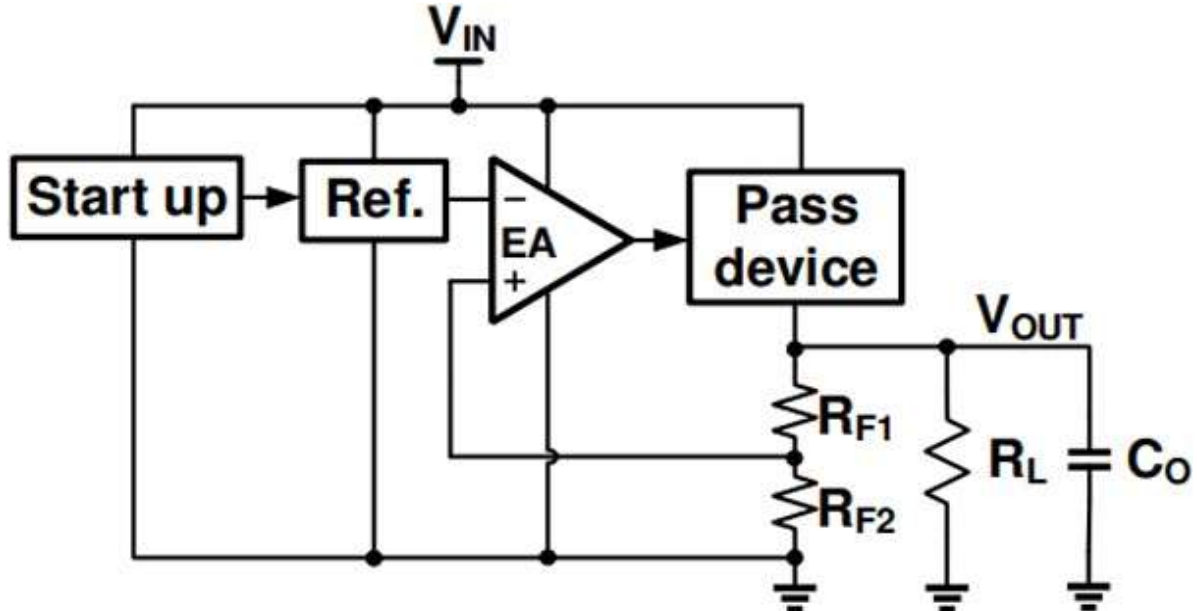 VIN
Start up
Ref.
−
EA
+
Pass
device
VOUT
RF1
RL
CO
RF2